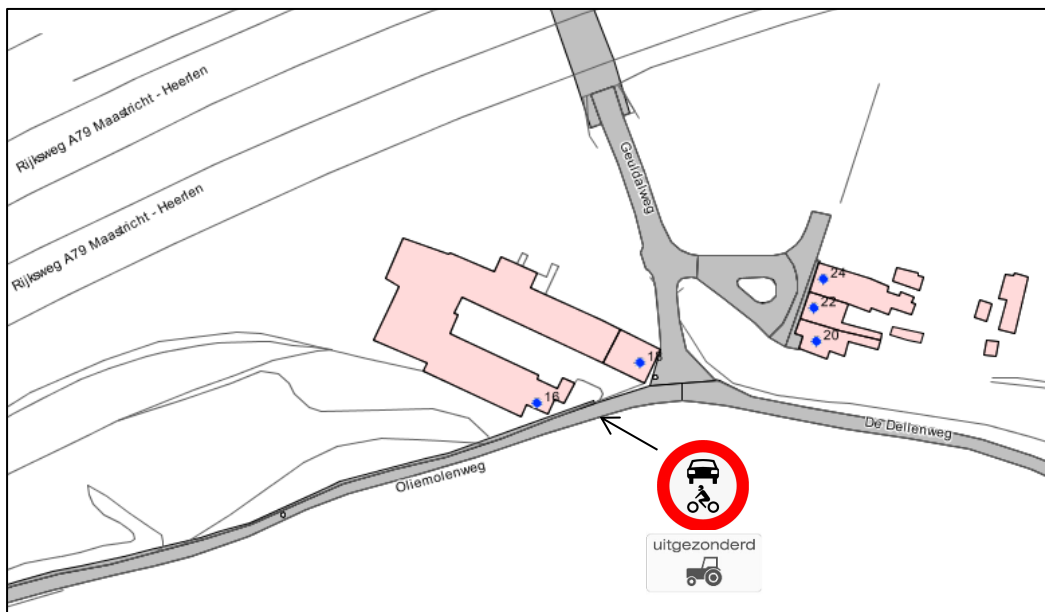 Rijksweg A79 Maastricht - Heerlen
Rijksweg A79 Maastricht - Heerlen
Geuldalweg
24
22
20
18
16
De Dellenweg
Oliemolenweg
uitgezonderd